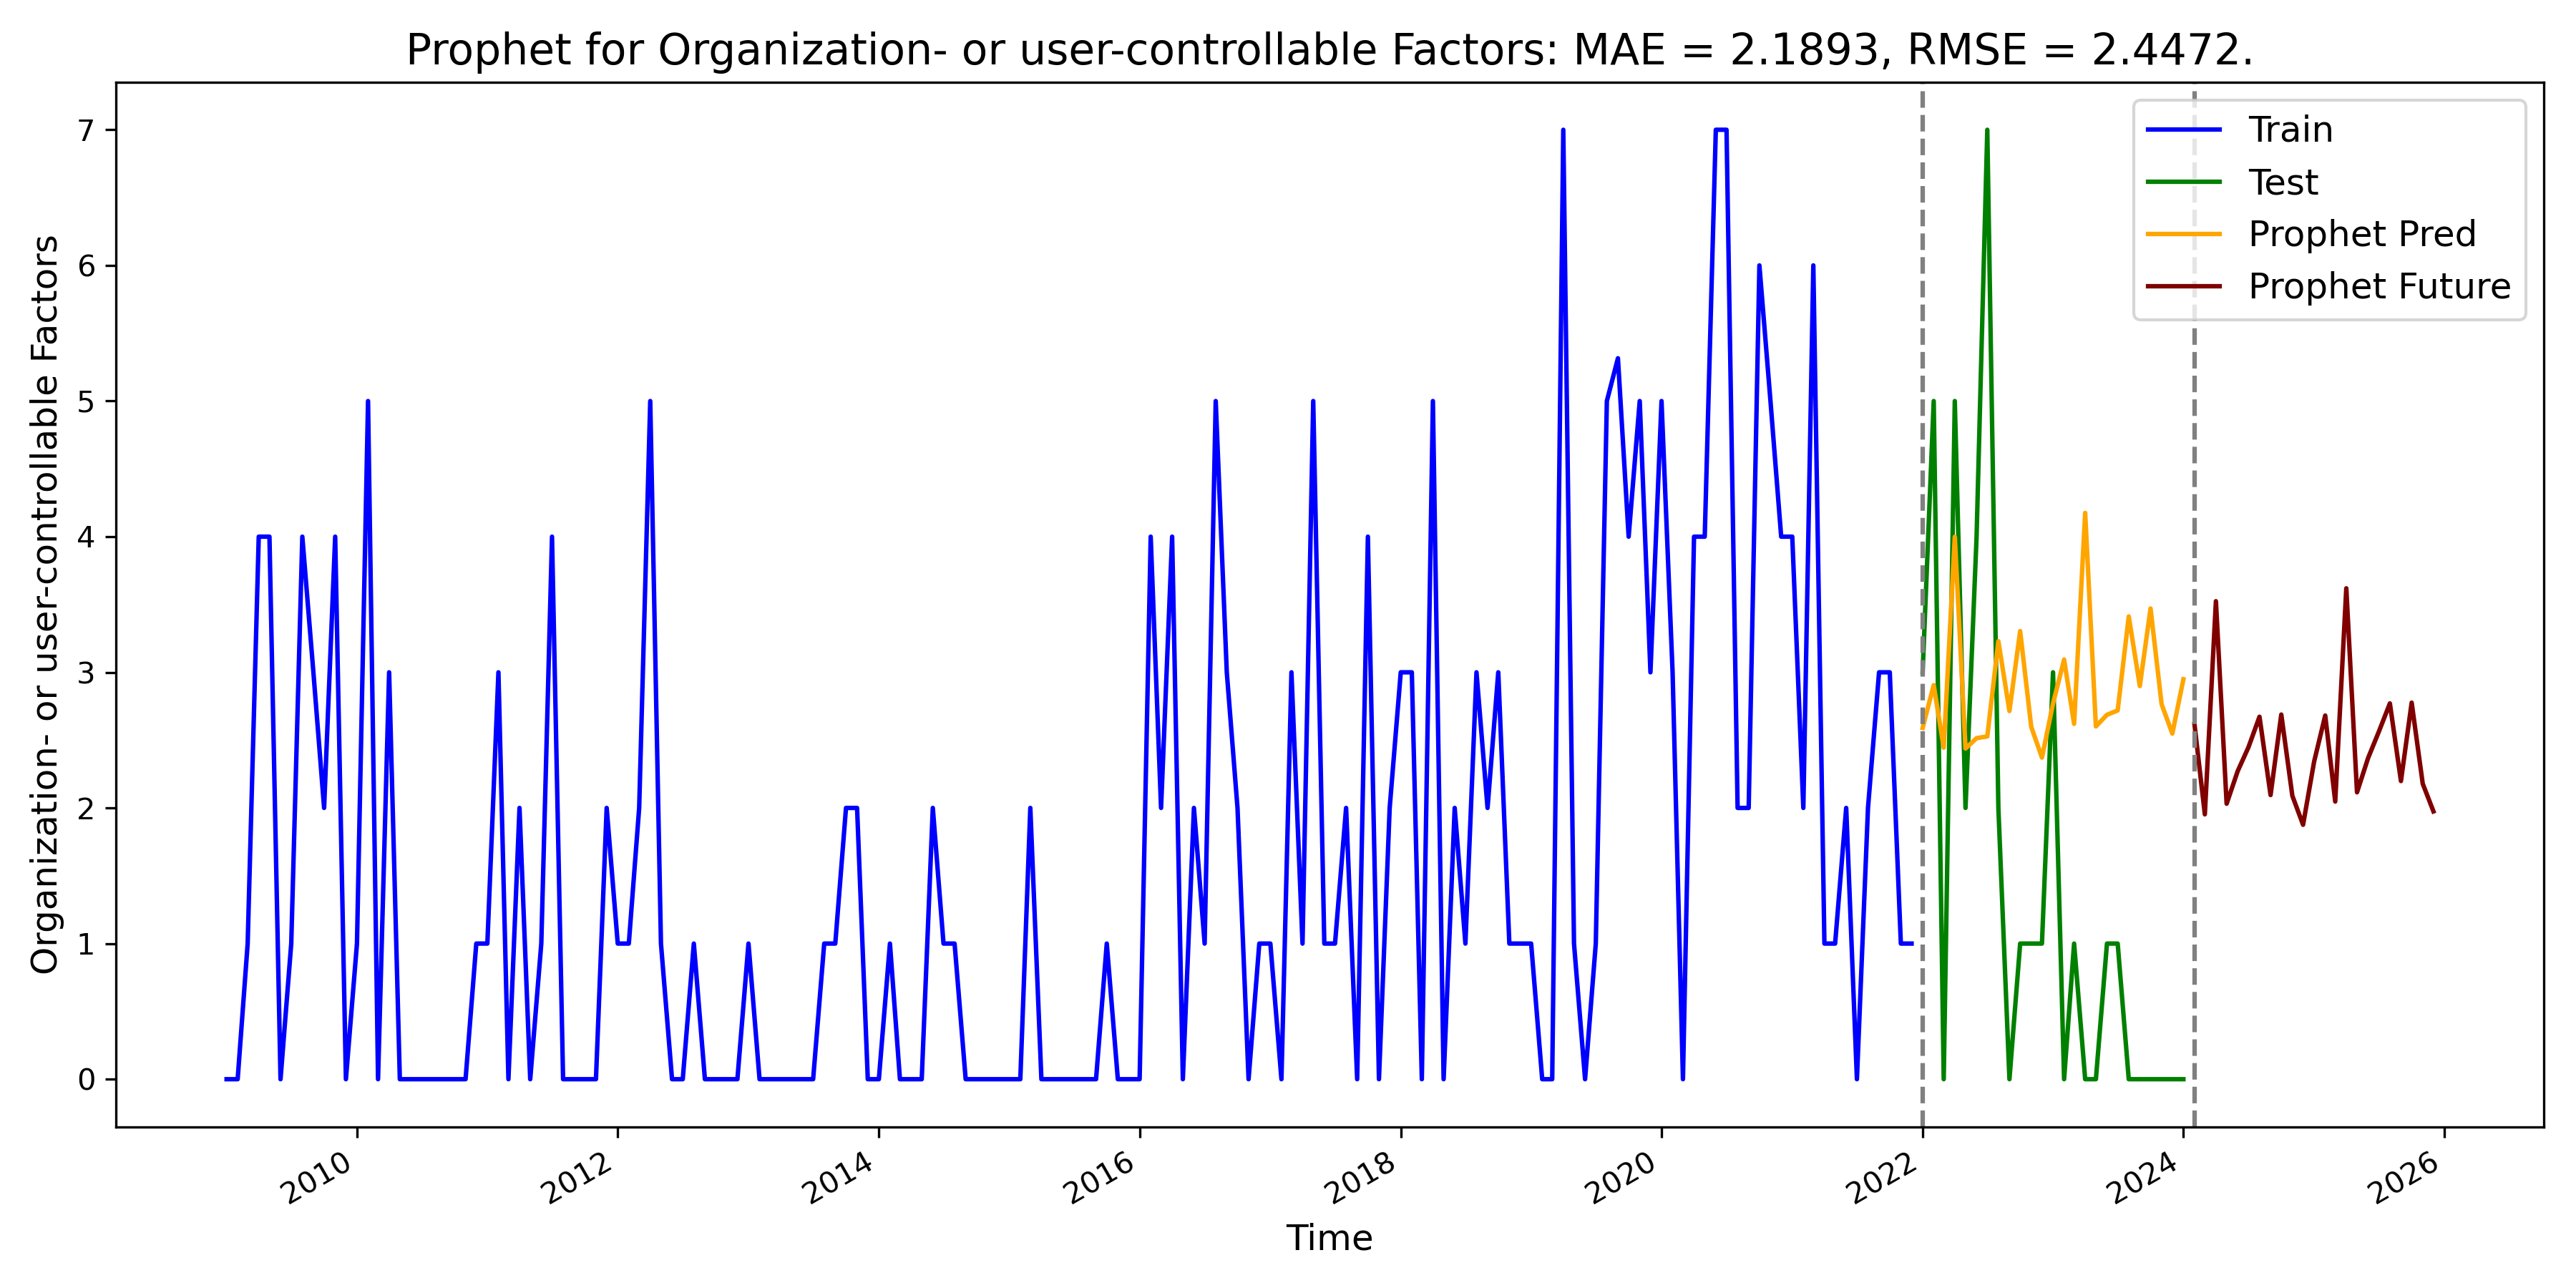 Prophet for Organization- or user-controllable Factors: MAE = 2.1893, RMSE = 2.4472.
Organization- or user-controllable Factors
7
6
5
4
3
2
1
0
Train
Test
Prophet Pred
Prophet Future
2010
2012
2014
2016
2018
2020
2022
2024
2026
Time